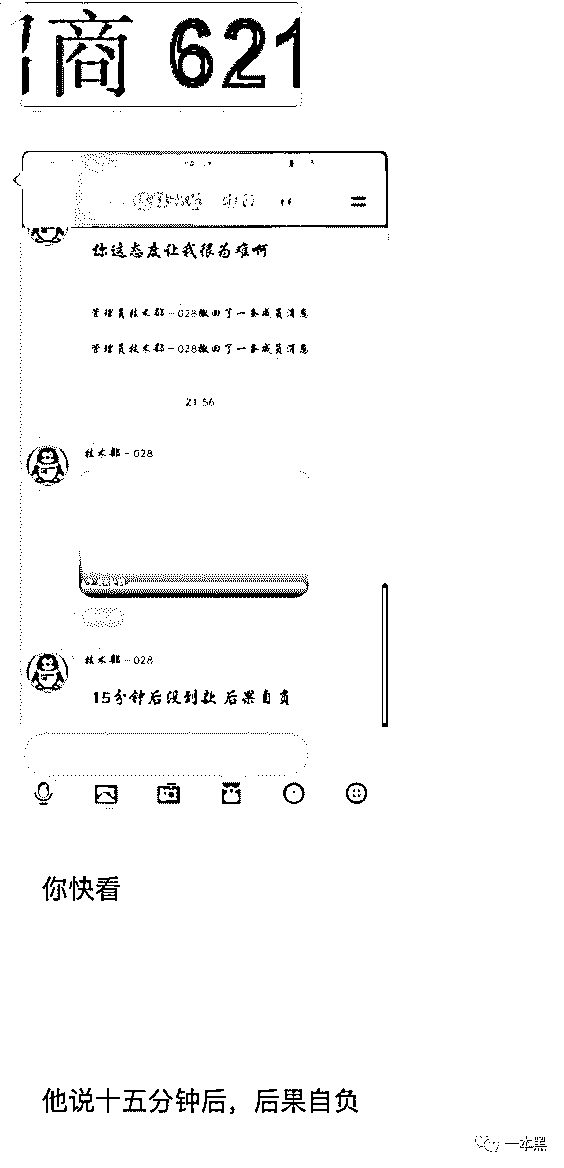 商 621
你这态度让我很为难啊
管理员技术部-028撤回了一条成员消息
管理员技术部-028撤回了一条成员消息
21:56
技术部-028
技术部-028
15分钟后没到款 后果自负
你快看
他说十五分钟后，后果自负
一本黑